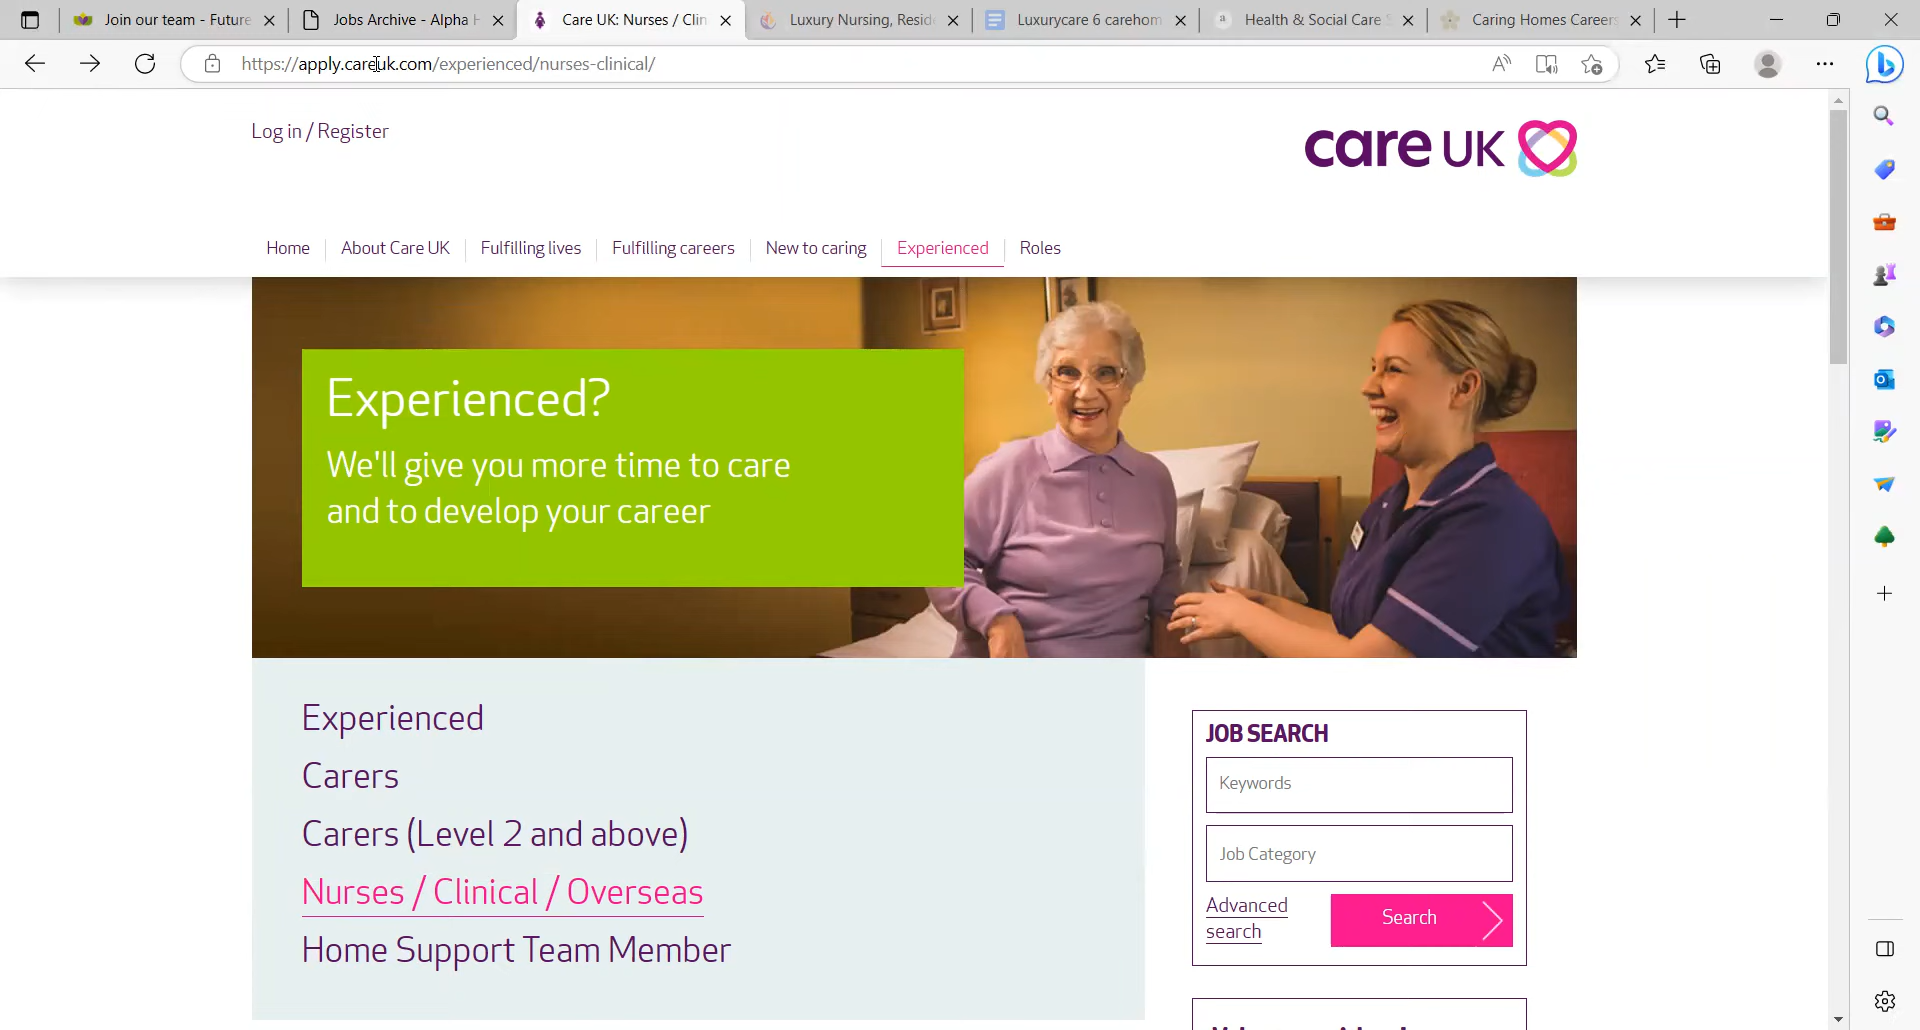 Join our team - Future
Jobs Archive - Alpha H
Care UK: Nurses / Clin
Luxury Nursing, Reside
Luxurycare 6 carehom
Health & Social Care S
Caring Homes Careers
https://apply.careuk.com/experienced/nurses-clinical/
Log in / Register
care UK
Home
About Care UK
Fulfilling lives
Fulfilling careers
New to caring
Experienced
Roles
Experienced?
We'll give you more time to care
and to develop your career
Experienced
Carers
Carers (Level 2 and above)
Nurses / Clinical / Overseas
Home Support Team Member
JOB SEARCH
Keywords
Job Category
Advanced
search
Search